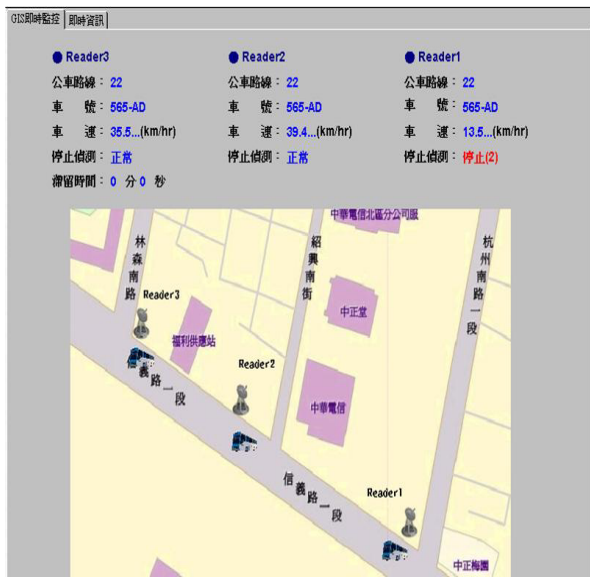 GIS即時監控 即時資訊
Reader3
公車路線： 22
車 號： 565-AD
車 速： 35.5...(km/hr)
停止偵測： 正常
滯留時間： 0 分 0 秒
Reader2
公車路線： 22
車 號： 565-AD
車 速： 39.4...(km/hr)
停止偵測： 正常
Reader1
公車路線： 22
車 號： 565-AD
車 速： 13.5...(km/hr)
停止偵測： 停止(2)
中華電信北區分公司服
林森南路
紹興南街
杭州南路一段
Reader3
中正堂
福利供應站
Reader2
義路一段
中華電信
信義路一段
Reader1
中正梅園